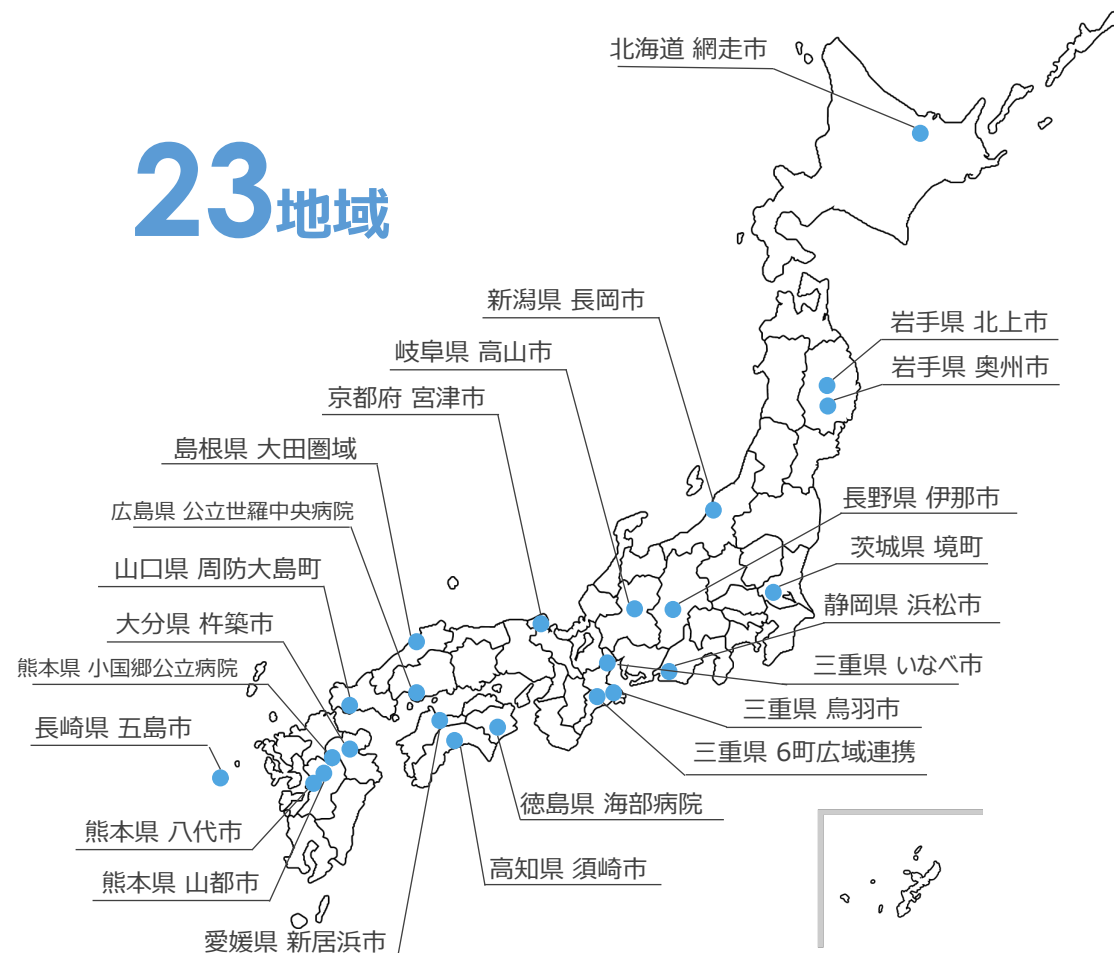 北海道 網走市
23地域
新潟県 長岡市
岩手県 北上市
岐阜県 高山市
岩手県 奥州市
京都府 宮津市
島根県 大田圏域
長野県 伊那市
広島県 公立世羅中央病院
茨城県 境町
山口県 周防大島町
静岡県 浜松市
大分県 杵築市
三重県 いなべ市
熊本県 小国郷公立病院
三重県 鳥羽市
長崎県 五島市
三重県 6町広域連携
徳島県 海部病院
熊本県 八代市
高知県 須崎市
熊本県 山都市
愛媛県 新居浜市